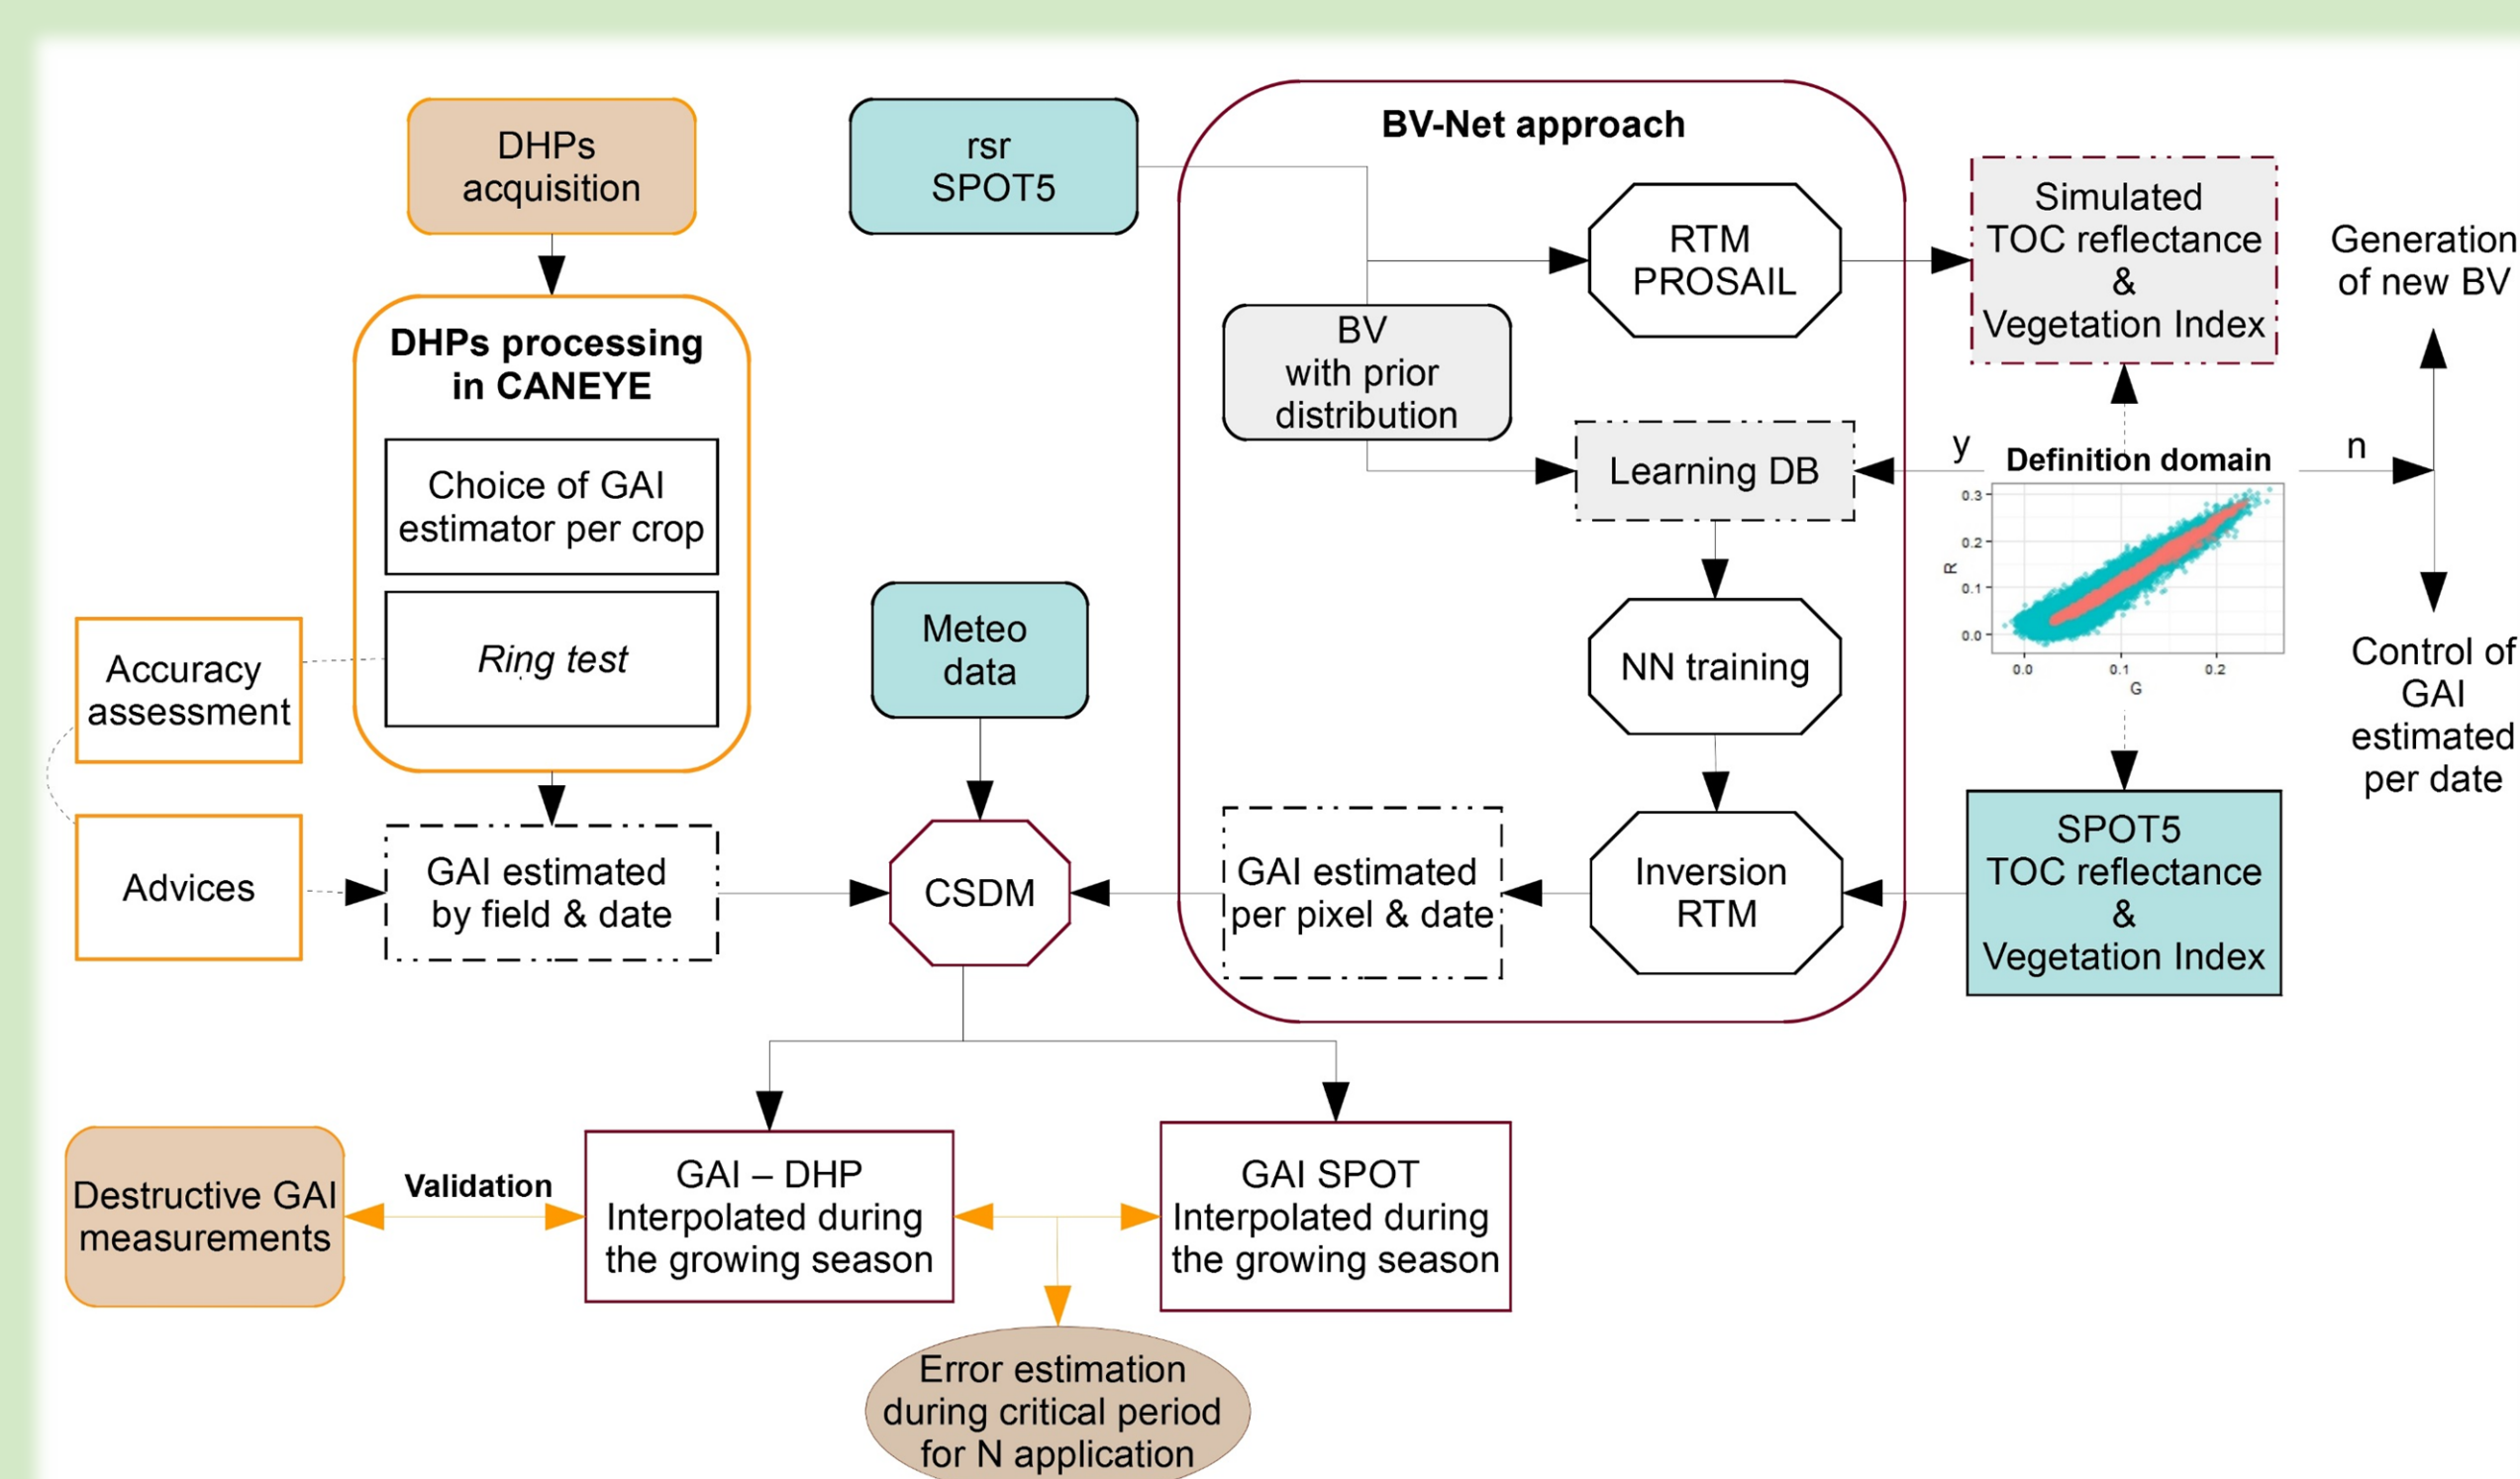 DHPs
acquisition
rsr
SPOT5
BV-Net approach
RTM
PROSAIL
Simulated
TOC reflectance
&
Vegetation Index
Generation
of new BV
DHPs processing
in CANEYE
BV
with prior
distribution
Choice of GAI
estimator per crop
Learning DB
y
Definition domain
n
0.3
0.2
0.1
0.0
R
0.0
0.1
0.2
G
Ring test
Accuracy
assessment
Meteo
data
NN training
Control of
GAI
estimated
per date
Advices
GAI estimated
by field & date
CSDM
GAI estimated
per pixel & date
Inversion
RTM
SPOT5
TOC reflectance
&
Vegetation Index
Destructive GAI
measurements
Validation
GAI – DHP
Interpolated during
the growing season
GAI SPOT
Interpolated during
the growing season
Error estimation
during critical period
for N application